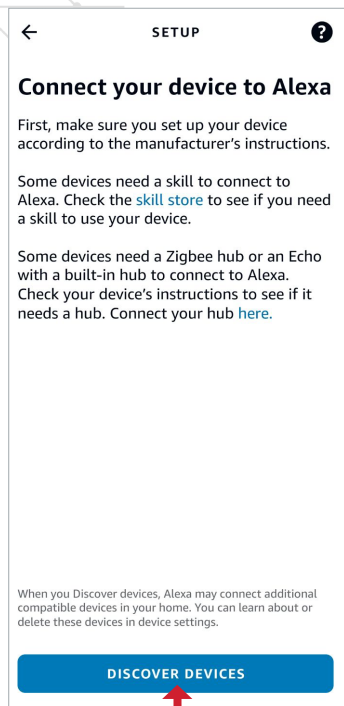 SETUP
?
Connect your device to Alexa
First, make sure you set up your device
according to the manufacturer's instructions.
Some devices need a skill to connect to
Alexa. Check the skill store to see if you need
a skill to use your device.
Some devices need a Zigbee hub or an Echo
with a built-in hub to connect to Alexa.
Check your device's instructions to see if it
needs a hub. Connect your hub here.
When you Discover devices, Alexa may connect additional
compatible devices in your home. You can learn about or
delete these devices in device settings.
DISCOVER DEVICES